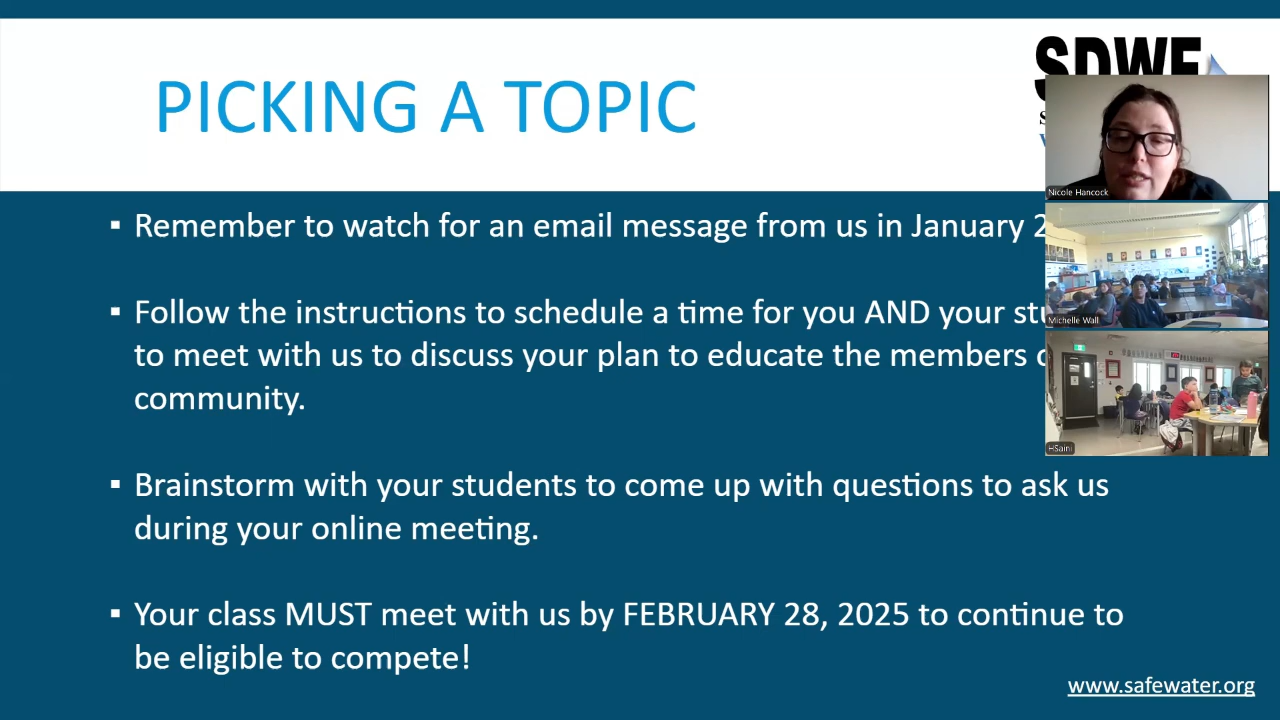 PICKING A TOPIC
SDWF
Nicole Hancock
▪ Remember to watch for an email message from us in January
Michelle Wall
▪ Follow the instructions to schedule a time for you AND your
to meet with us to discuss your plan to educate the members
community.
HSaini
▪ Brainstorm with your students to come up with questions to ask us
during your online meeting.
▪ Your class MUST meet with us by FEBRUARY 28, 2025 to continue to
be eligible to compete!
www.safewater.org